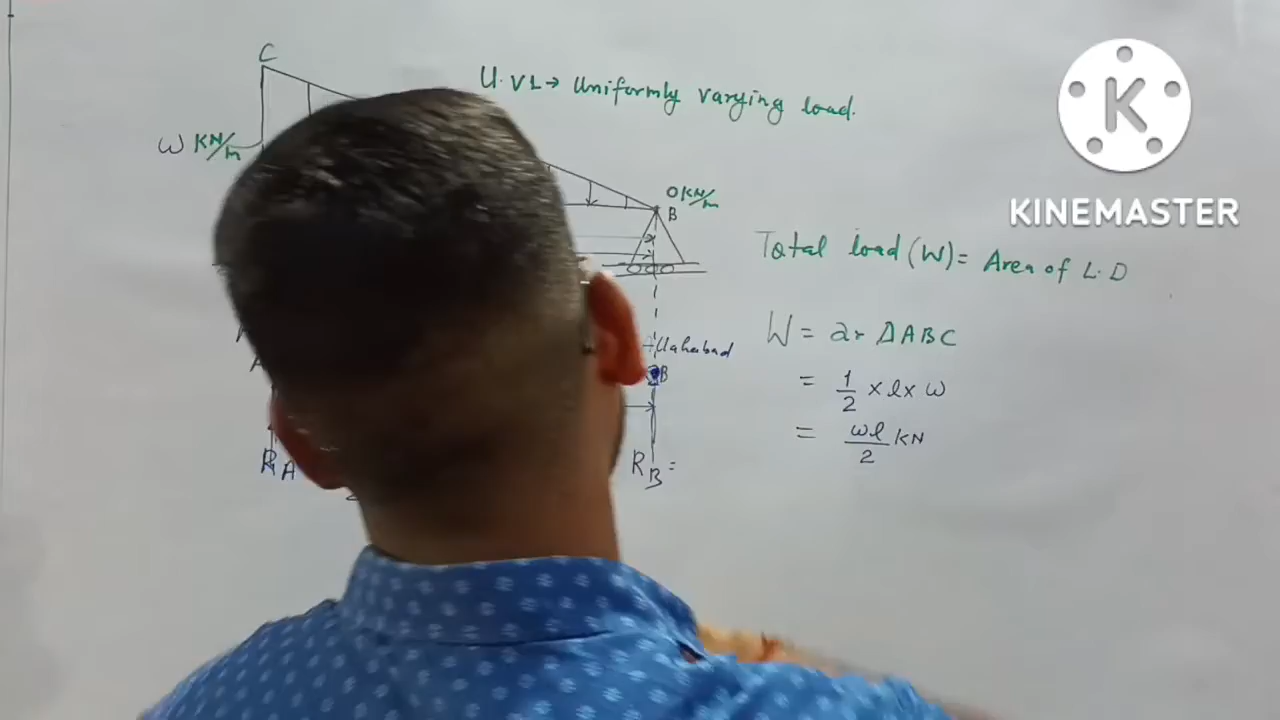 C
U.VL→ Uniformly varying load.
ω KN/m
0 KN/m
B
Total load (W) = Area of L.D
W = ar ΔABC
= 1/2 × l × ω
= ωl/2 KN
B
RA
RB =
KINEMASTER